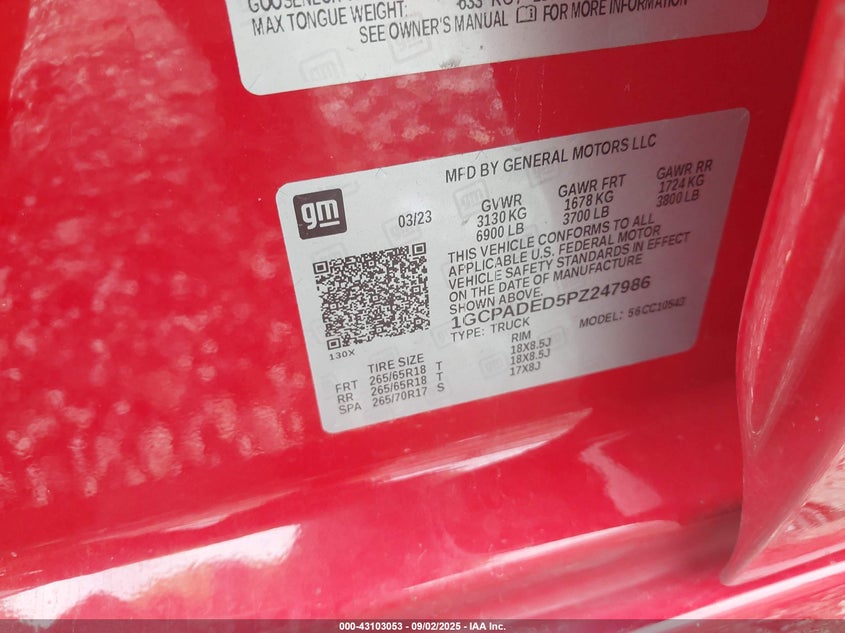 GOOSENECK
MAX TONGUE WEIGHT: 633 KG
SEE OWNER'S MANUAL FOR MORE INFORMATION
gm
MFD BY GENERAL MOTORS LLC
03/23
GVWR GAWR FRT GAWR RR
3130 KG 1678 KG 1724 KG
6900 LB 3700 LB 3800 LB
THIS VEHICLE CONFORMS TO ALL
APPLICABLE U.S. FEDERAL MOTOR
VEHICLE SAFETY STANDARDS IN EFFECT
ON THE DATE OF MANUFACTURE
SHOWN ABOVE.
1GCPADED5PZ247986
TYPE: TRUCK MODEL: 56CC10543
130X
TIRE SIZE RIM
FRT 265/65R18 T 18X8.5J
RR 265/65R18 T 18X8.5J
SPA 265/70R17 S 17X8J
000-43103053 - 09/02/2025 - IAA Inc.